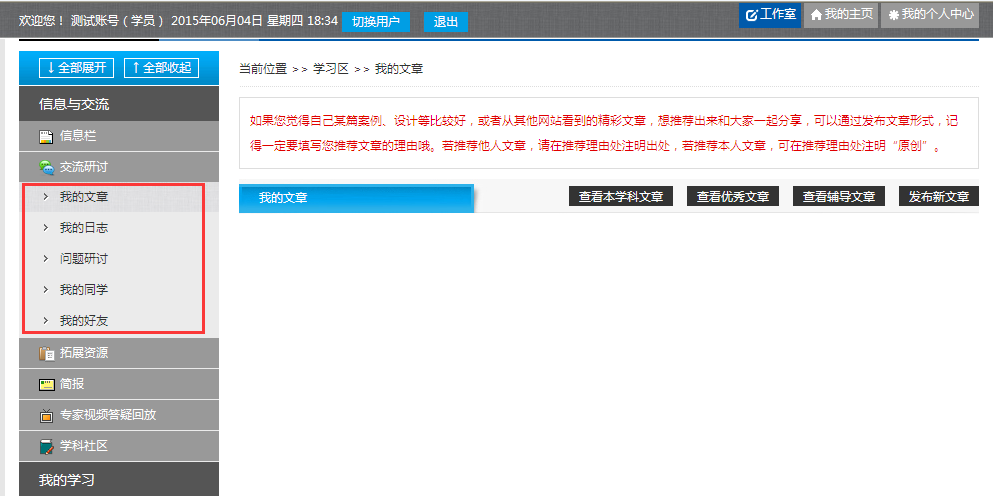 欢迎您！ 测试账号（学员） 2015年06月04日 星期四 18:34 切换用户 退出
工作室 我的主页 我的个人中心
↓全部展开 ↑全部收起
信息与交流
信息栏
交流研讨
我的文章
我的日志
问题研讨
我的同学
我的好友
拓展资源
简报
专家视频答疑回放
学科社区
我的学习
当前位置 >> 学习区 >> 我的文章
如果您觉得自己某篇案例、设计等比较好，或者从其他网站看到的精彩文章，想推荐出来和大家一起分享，可以通过发布文章形式，记
得一定要填写您推荐文章的理由哦。若推荐他人文章，请在推荐理由处注明出处，若推荐本人文章，可在推荐理由处注明“原创”。
我的文章 查看本学科文章 查看优秀文章 查看辅导文章 发布新文章